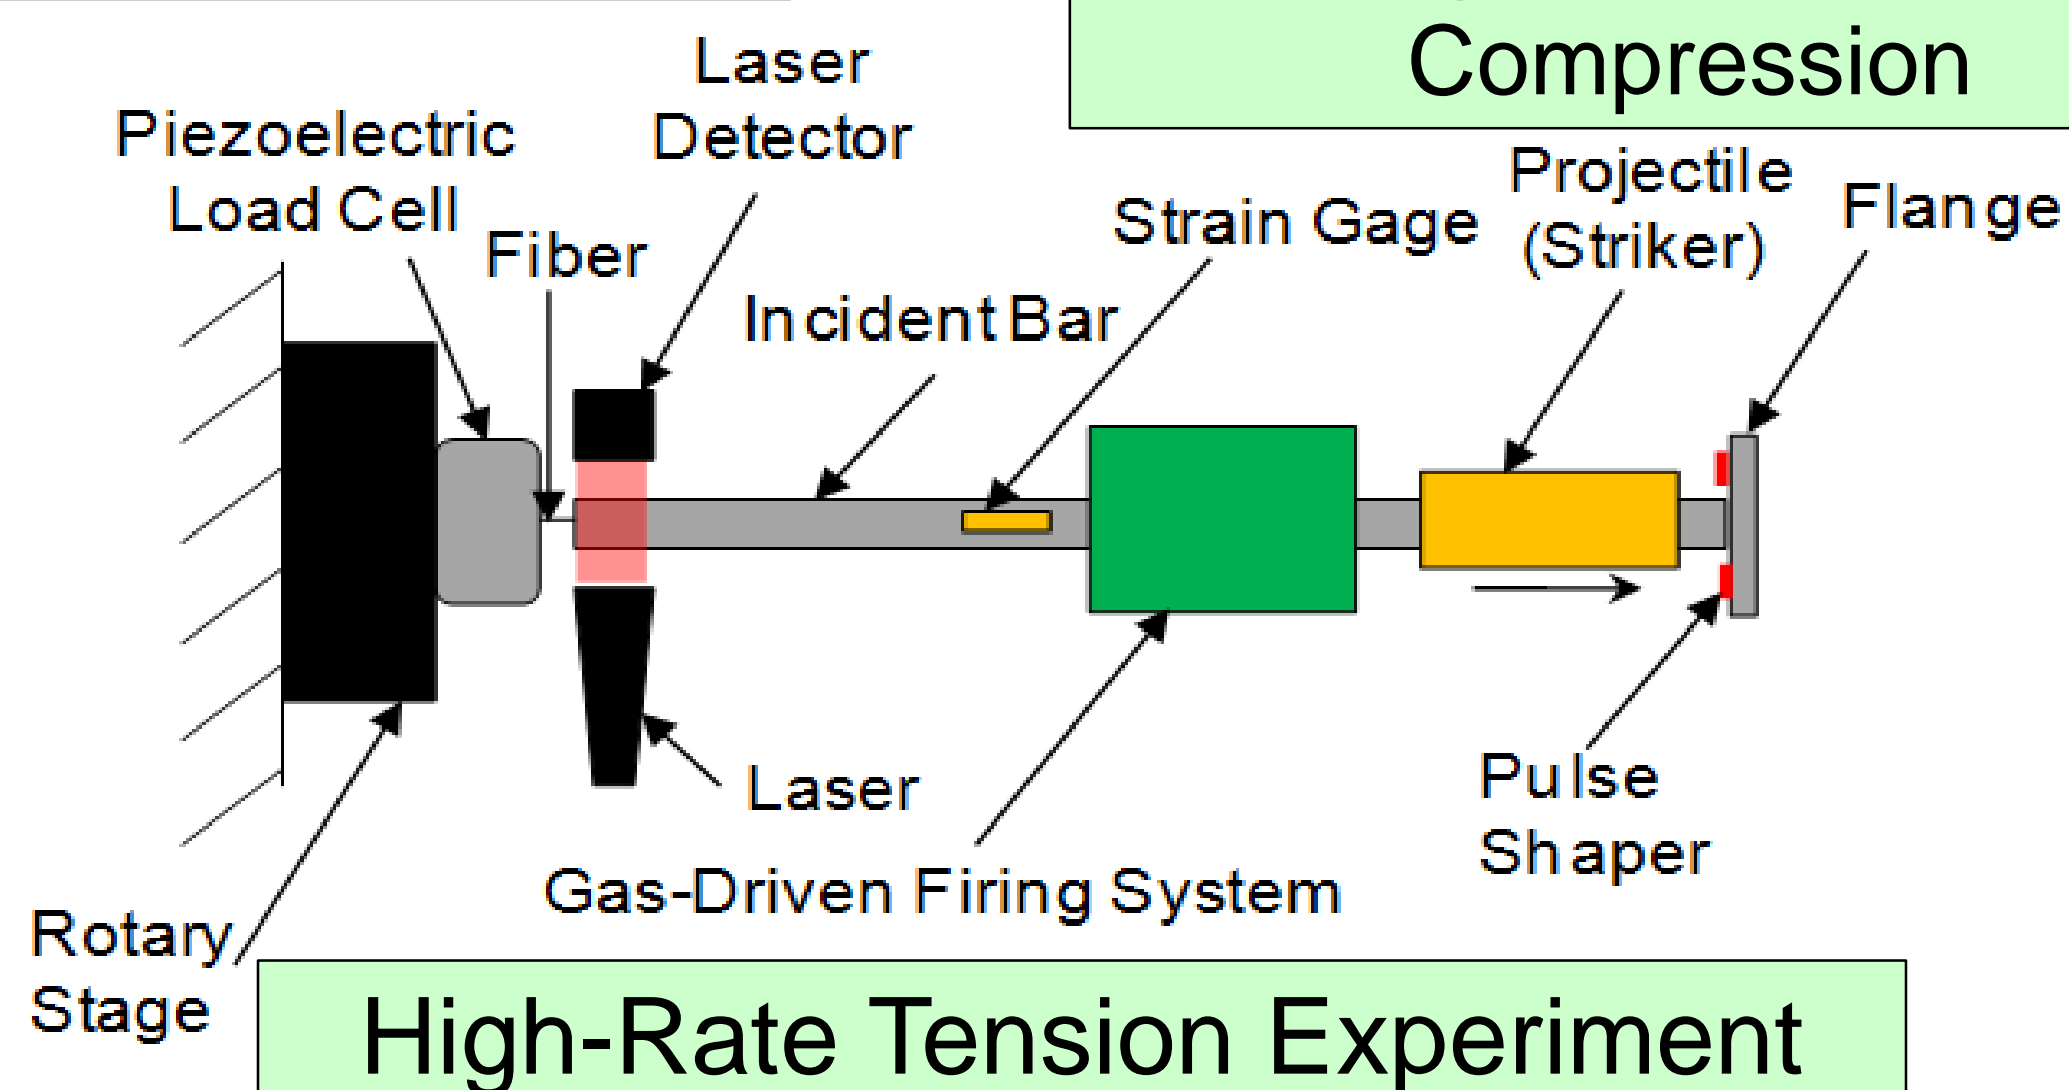 Compression
Laser
Detector
Piezoelectric
Load Cell
Fiber
Incident Bar
Strain Gage
Projectile
(Striker)
Flange
Laser
Gas-Driven Firing System
Pulse
Shaper
Rotary
Stage
High-Rate Tension Experiment